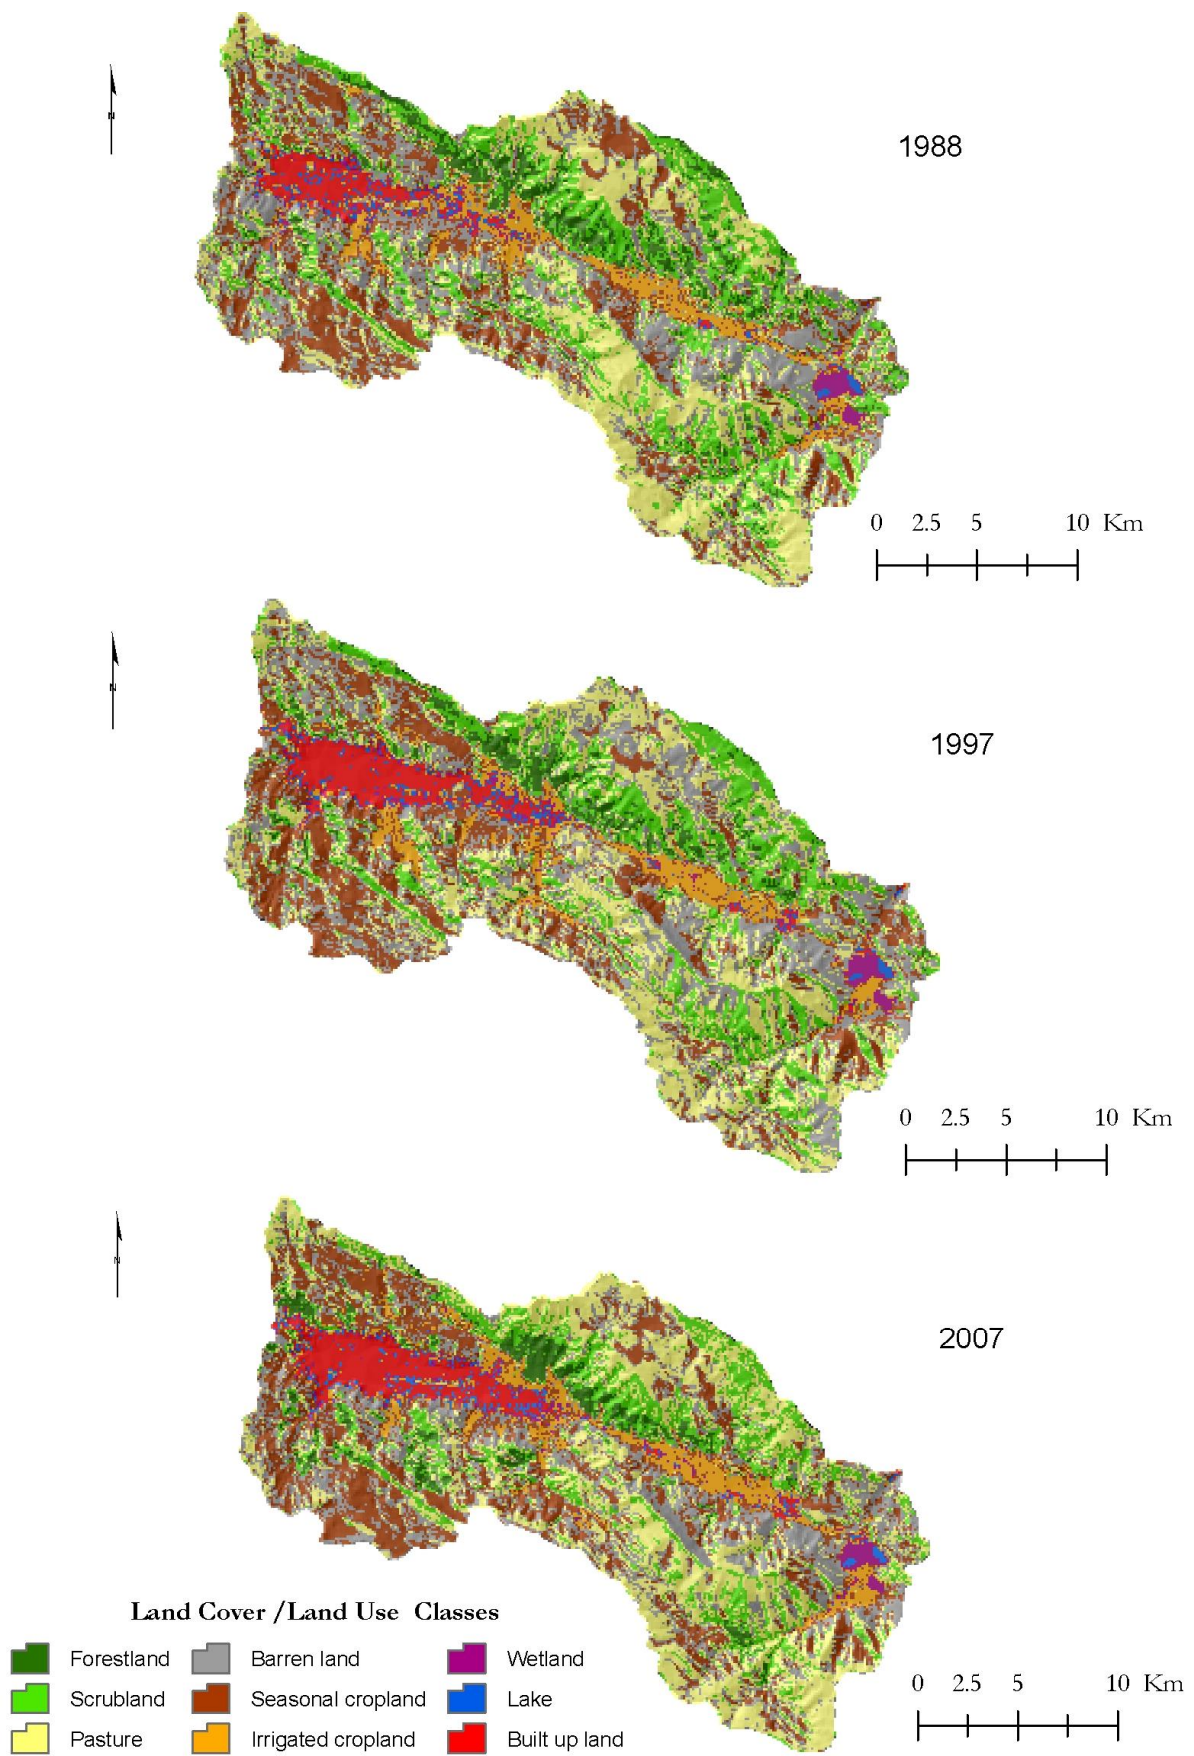 N
1988
0 2.5 5 10 Km
N
1997
0 2.5 5 10 Km
N
2007
Land Cover /Land Use Classes
Forestland Barren land Wetland
Scrubland Seasonal cropland Lake
Pasture Irrigated cropland Built up land
0 2.5 5 10 Km